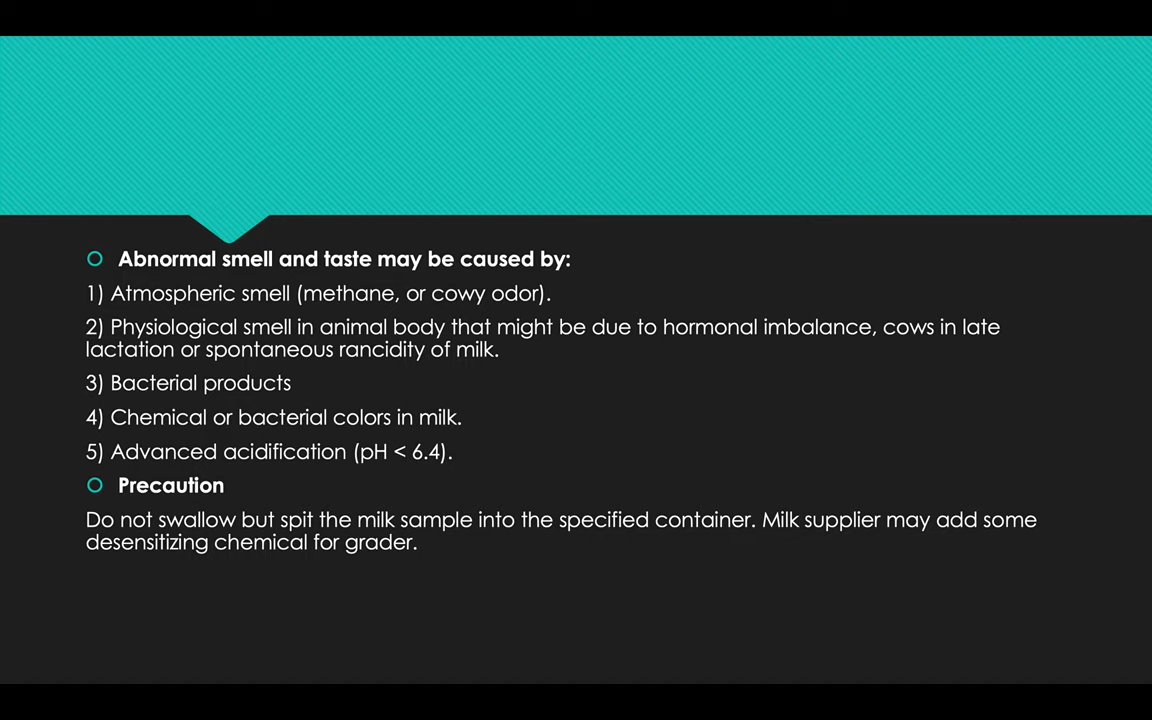 Abnormal smell and taste may be caused by:
1) Atmospheric smell (methane, or cowy odor).
2) Physiological smell in animal body that might be due to hormonal imbalance, cows in late
lactation or spontaneous rancidity of milk.
3) Bacterial products
4) Chemical or bacterial colors in milk.
5) Advanced acidification (pH < 6.4).
Precaution
Do not swallow but spit the milk sample into the specified container. Milk supplier may add some
desensitizing chemical for grader.